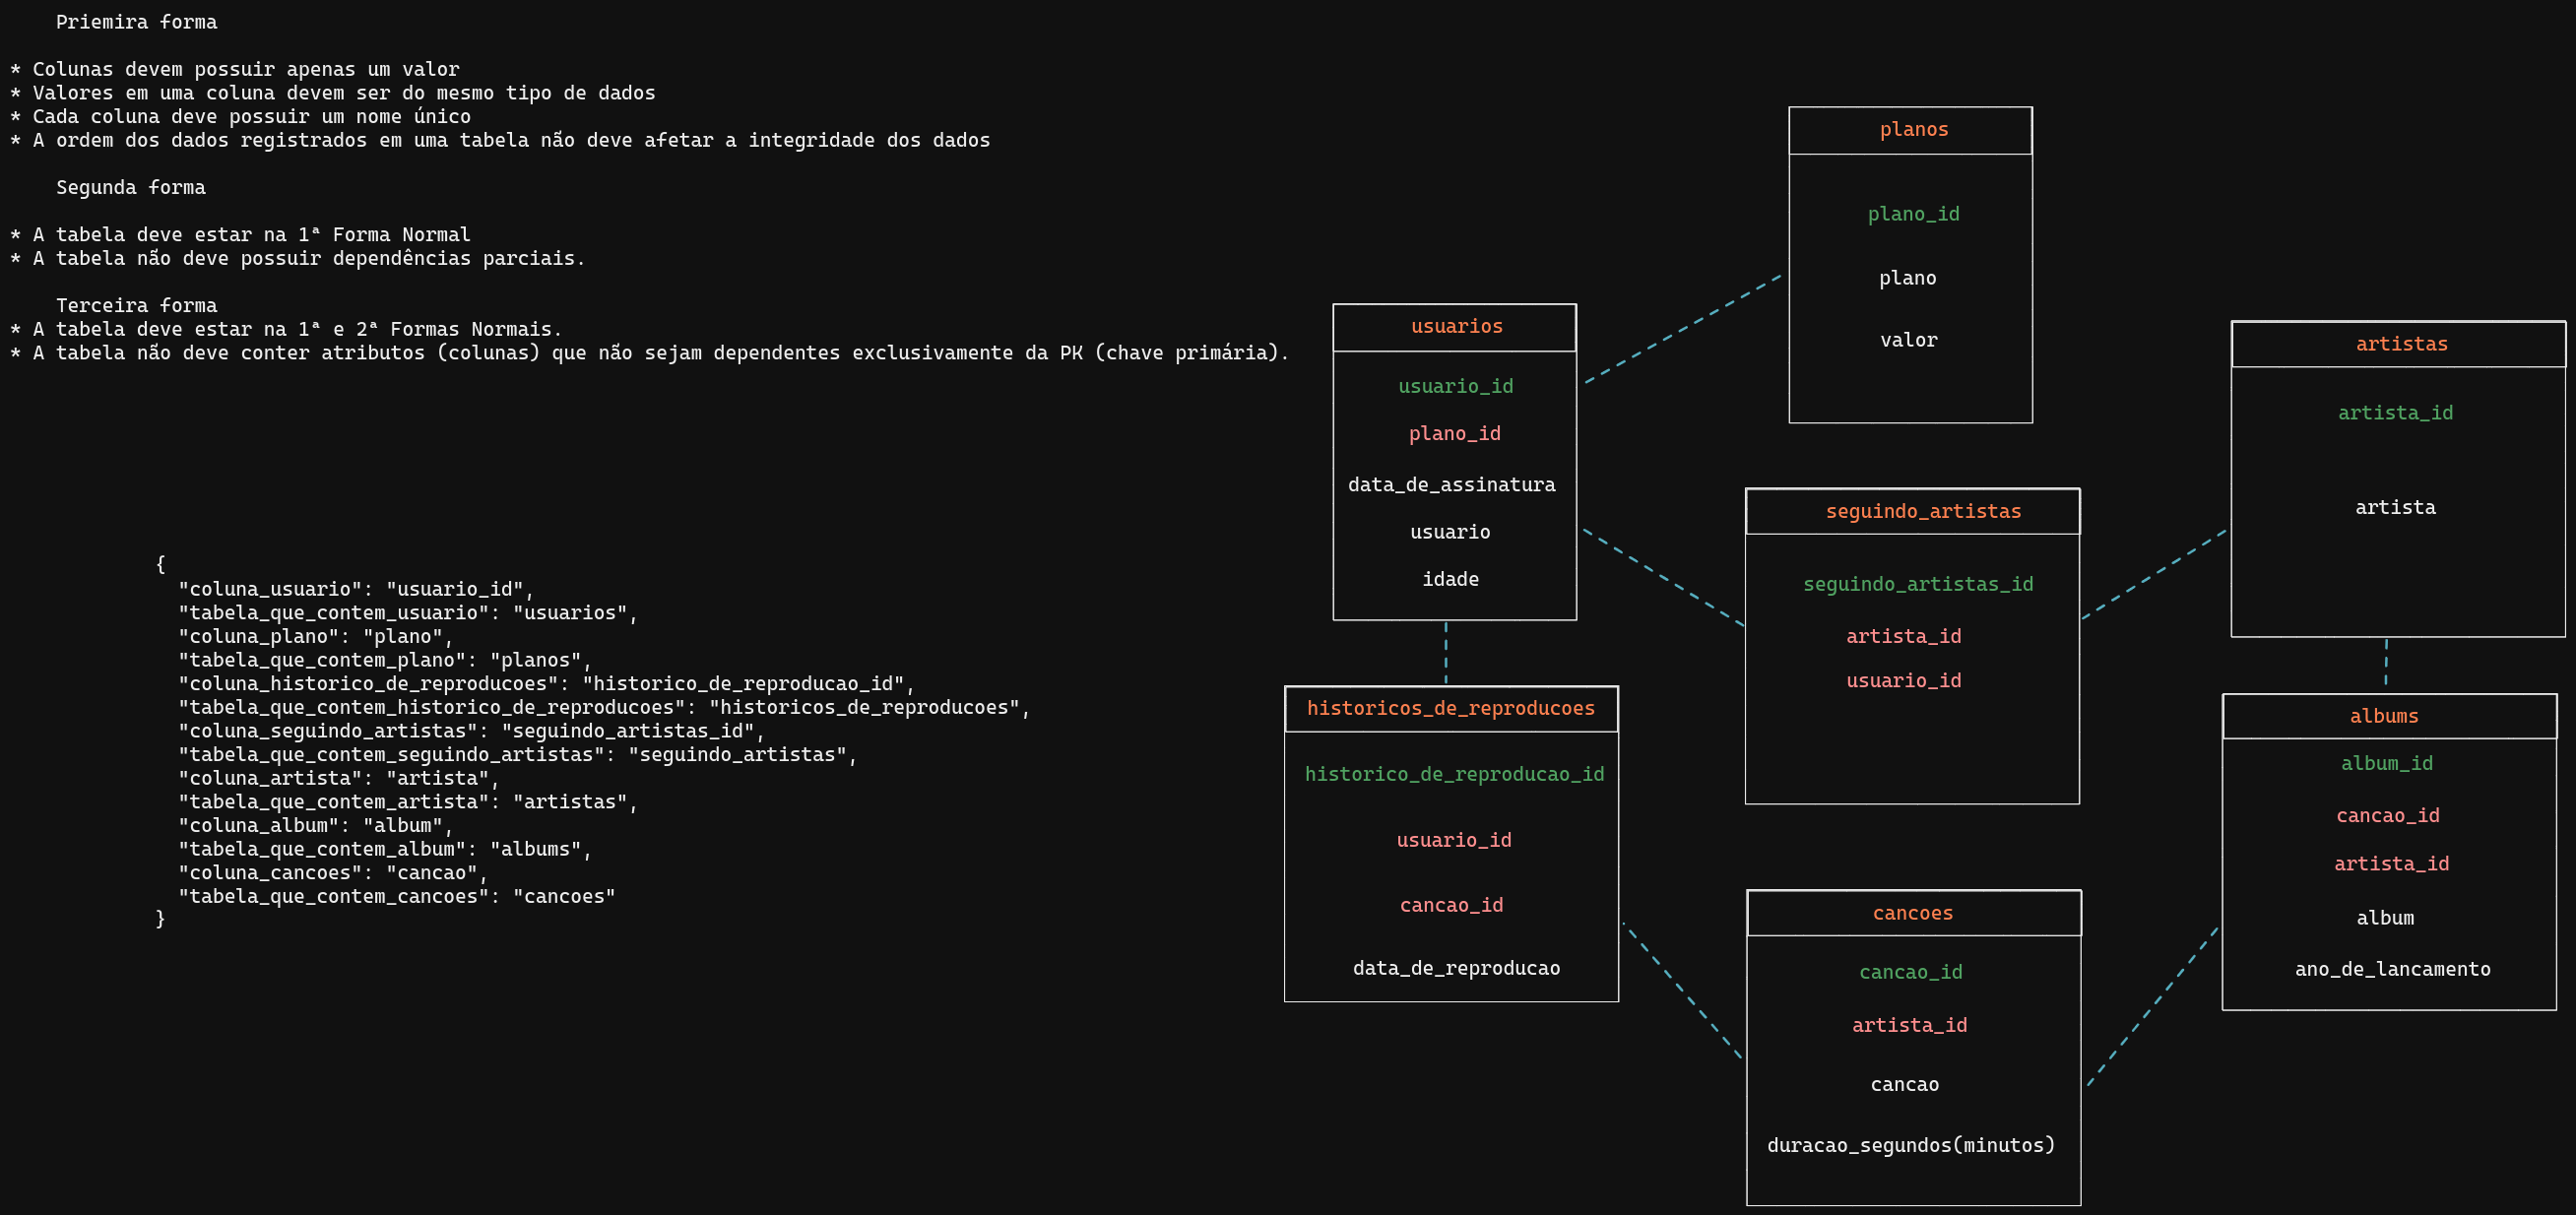 Priemira forma
* Colunas devem possuir apenas um valor
* Valores em uma coluna devem ser do mesmo tipo de dados
* Cada coluna deve possuir um nome único
* A ordem dos dados registrados em uma tabela não deve afetar a integridade dos dados
Segunda forma
* A tabela deve estar na 1ª Forma Normal
* A tabela não deve possuir dependências parciais.
Terceira forma
* A tabela deve estar na 1ª e 2ª Formas Normais.
* A tabela não deve conter atributos (colunas) que não sejam dependentes exclusivamente da PK (chave primária).
{
"coluna_usuario": "usuario_id",
"tabela_que_contem_usuario": "usuarios",
"coluna_plano": "plano",
"tabela_que_contem_plano": "planos",
"coluna_historico_de_reproducoes": "historico_de_reproducao_id",
"tabela_que_contem_historico_de_reproducoes": "historicos_de_reproducoes",
"coluna_seguindo_artistas": "seguindo_artistas_id",
"tabela_que_contem_seguindo_artistas": "seguindo_artistas",
"coluna_artista": "artista",
"tabela_que_contem_artista": "artistas",
"coluna_album": "album",
"tabela_que_contem_album": "albums",
"coluna_cancoes": "cancao",
"tabela_que_contem_cancoes": "cancoes"
}
planos
plano_id
plano
valor
usuarios
usuario_id
plano_id
data_de_assinatura
usuario
idade
artistas
artista_id
artista
seguindo_artistas
seguindo_artistas_id
artista_id
usuario_id
historicos_de_reproducoes
historico_de_reproducao_id
usuario_id
cancao_id
data_de_reproducao
albums
album_id
cancao_id
artista_id
album
ano_de_lancamento
cancoes
cancao_id
artista_id
cancao
duracao_segundos(minutos)